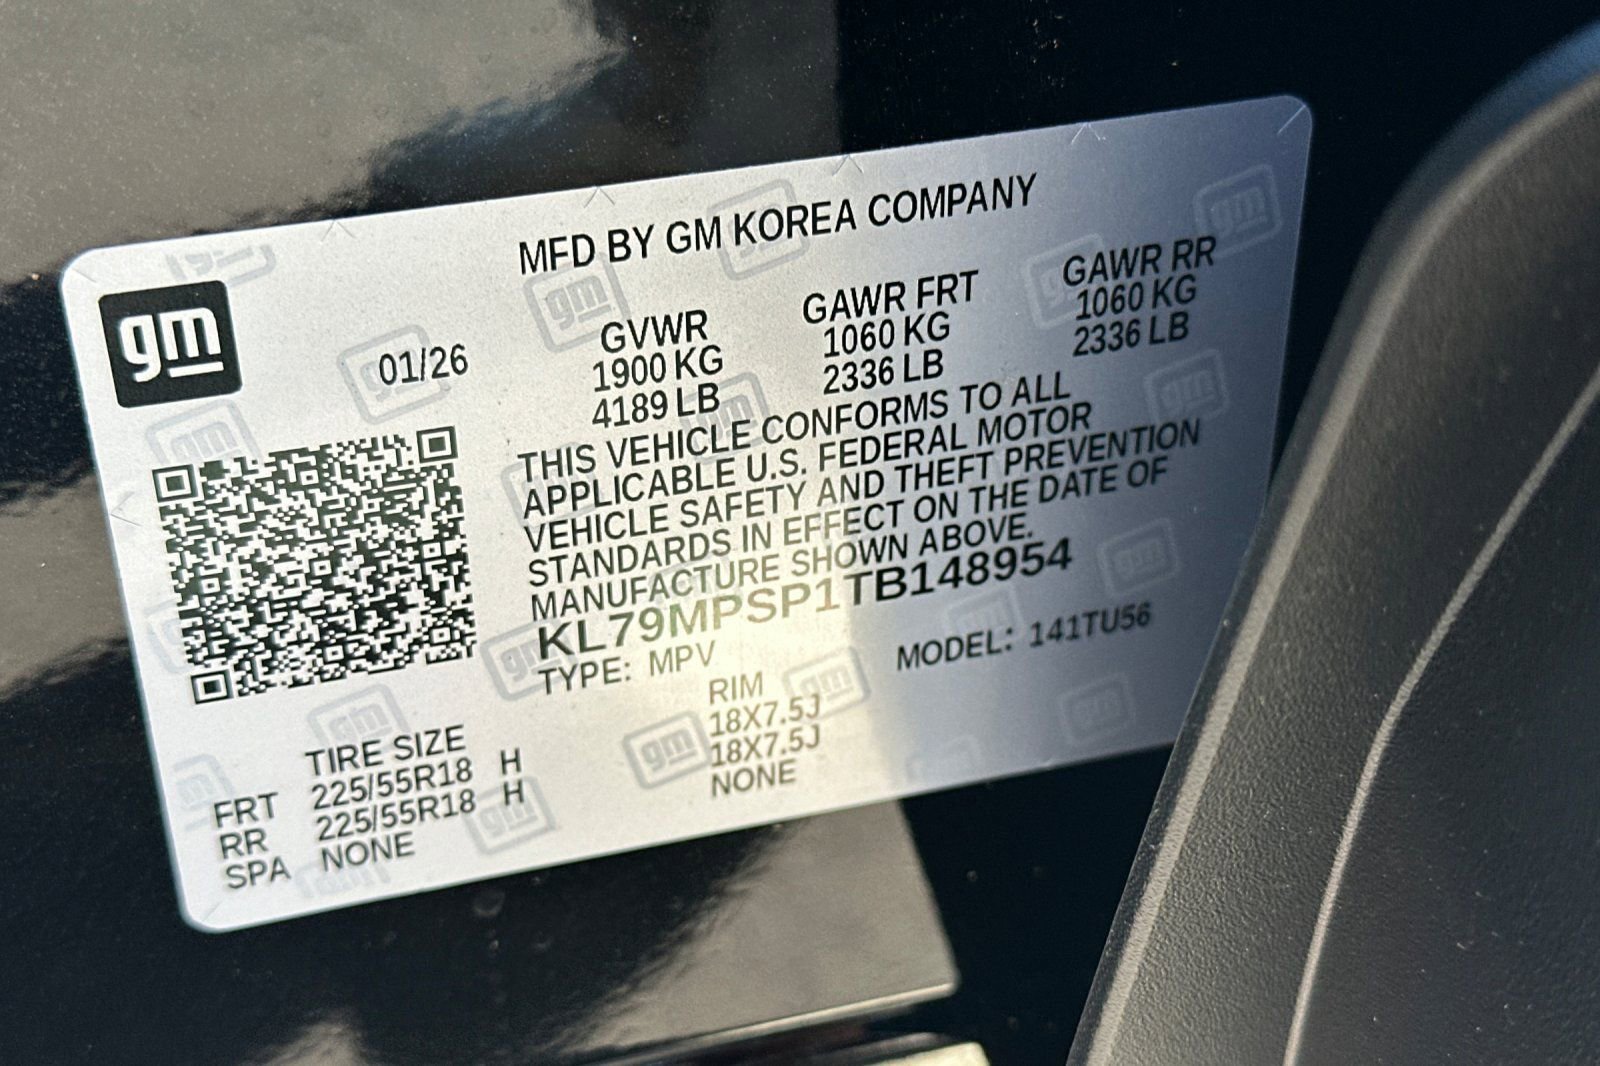 MFD BY GM KOREA COMPANY
gm
01/26
GVWR GAWR FRT GAWR RR
1900 KG 1060 KG 1060 KG
4189 LB 2336 LB 2336 LB
THIS VEHICLE CONFORMS TO ALL
APPLICABLE U.S. FEDERAL MOTOR
VEHICLE SAFETY AND THEFT PREVENTION
STANDARDS IN EFFECT ON THE DATE OF
MANUFACTURE SHOWN ABOVE.
KL79MPSP1TB148954
TYPE: MPV MODEL: 141TU56
TIRE SIZE RIM
FRT 225/55R18 H 18X7.5J
RR 225/55R18 H 18X7.5J
SPA NONE NONE